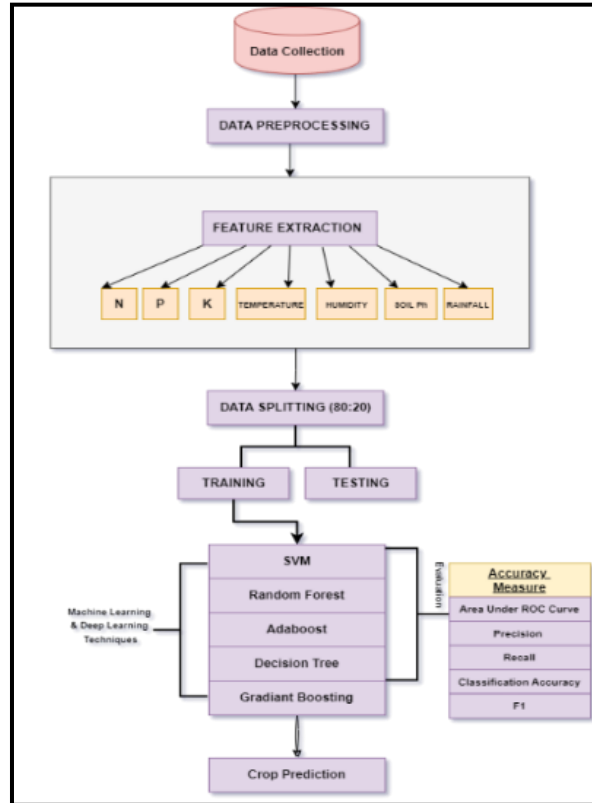 Data Collection
DATA PREPROCESSING
FEATURE EXTRACTION
N
P
K
TEMPERATURE
HUMIDITY
SOIL Ph
RAINFALL
DATA SPLITTING (80:20)
TRAINING
TESTING
Machine Learning
& Deep Learning
Techniques
SVM
Random Forest
Adaboost
Decision Tree
Gradiant Boosting
Evaluation
Accuracy
Measure
Area Under ROC Curve
Precision
Recall
Classification Accuracy
F1
Crop Prediction